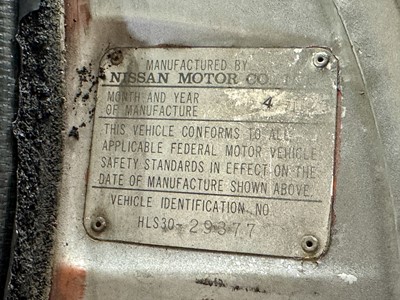 MANUFACTURED BY
NISSAN MOTOR CO.
MONTH AND YEAR
OF MANUFACTURE
4
THIS VEHICLE CONFORMS TO ALL
APPLICABLE FEDERAL MOTOR VEHICLE
SAFETY STANDARDS IN EFFECT ON THE
DATE OF MANUFACTURE SHOWN ABOVE.
VEHICLE IDENTIFICATION NO.
HLS30-29377